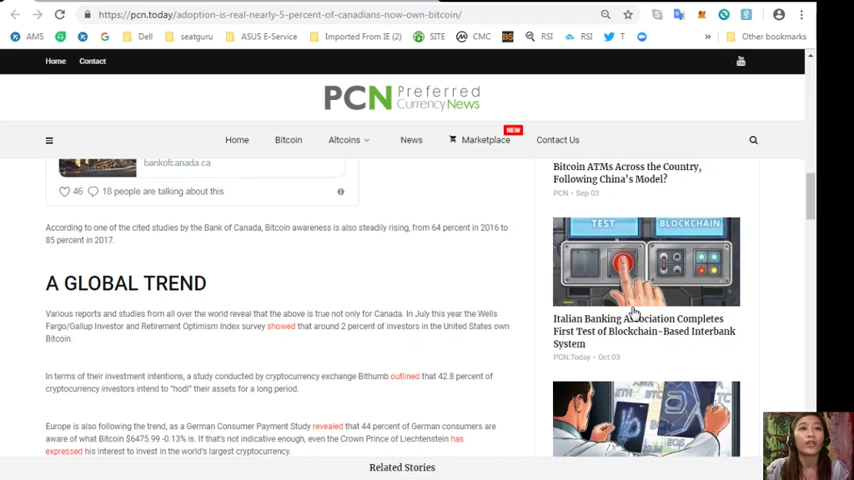 https://pcn.today/adoption-is-real-nearly-5-percent-of-canadians-now-own-bitcoin/
AMS Dell seatguru ASUS E-Service Imported From IE (2) SITE CMC BS RSI RSI T » Other bookmarks
Home Contact
You
PCN Preferred
Currency News
NEW
Home Bitcoin Altcoins News Marketplace Contact Us
bankofcanada.ca
46 18 people are talking about this
According to one of the cited studies by the Bank of Canada, Bitcoin awareness is also steadily rising, from 64 percent in 2016 to
85 percent in 2017.
A GLOBAL TREND
Various reports and studies from all over the world reveal that the above is true not only for Canada. In July this year the Wells
Fargo/Gallup Investor and Retirement Optimism Index survey showed that around 2 percent of investors in the United States own
Bitcoin.
In terms of their investment intentions, a study conducted by cryptocurrency exchange Bithumb outlined that 42.8 percent of
cryptocurrency investors intend to "hodl" their assets for a long period.
Europe is also following the trend, as a German Consumer Payment Study revealed that 44 percent of German consumers are
aware of what Bitcoin $6475.99 -0.13% is. If that's not indicative enough, even the Crown Prince of Liechtenstein has
expressed his interest to invest in the world's largest cryptocurrency.
Bitcoin ATMs Across the Country,
Following China's Model?
PCN • Sep 03
TEST BLOCKCHAIN
Italian Banking Association Completes
First Test of Blockchain-Based Interbank
System
PCN.Today • Oct 03
ETH
BTC
Related Stories